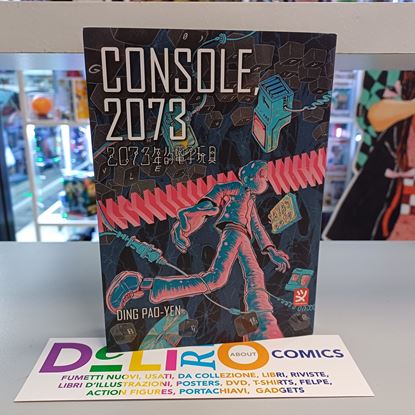 CONSOLE,
2073
2073年的電子玩具
DING PAO-YEN
DELIRO
ABOUT
COMICS
FUMETTI NUOVI, USATI, DA COLLEZIONE, LIBRI, RIVISTE,
LIBRI D'ILLUSTRAZIONI, POSTERS, DVD, T-SHIRTS, FELPE,
ACTION FIGURES, PORTACHIAVI, GADGETS